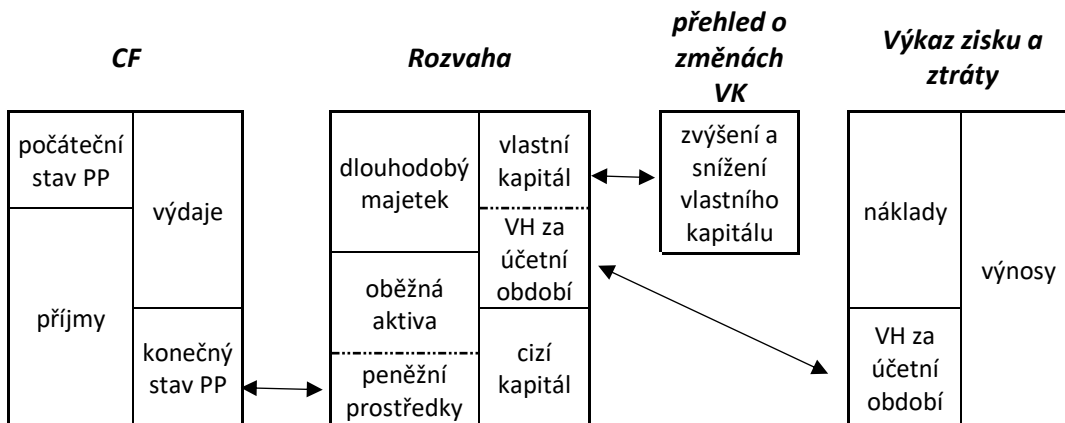 CF
počáteční
stav PP
příjmy
výdaje
konečný
stav PP
Rozvaha
dlouhodobý
majetek
oběžná
aktiva
peněžní
prostředky
vlastní
kapitál
VH za
účetní
období
cizí
kapitál
přehled o
změnách
VK
zvýšení a
snížení
vlastního
kapitálu
Výkaz zisku a
ztráty
náklady
VH za
účetní
období
výnosy